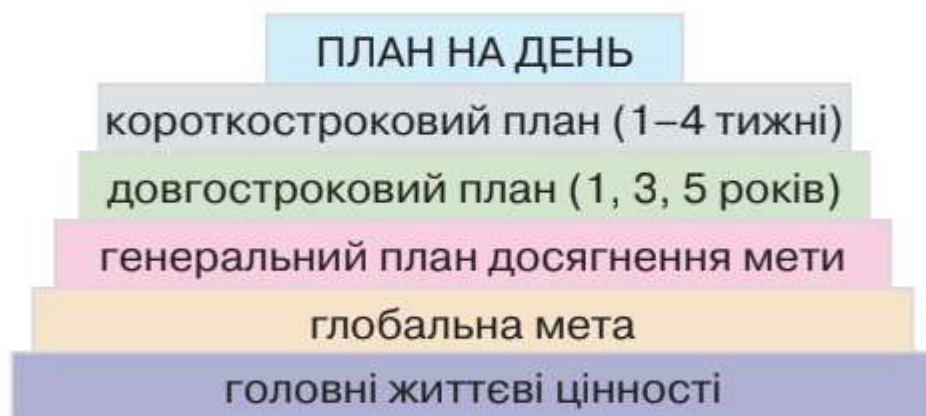 ПЛАН НА ДЕНЬ
короткостроковий план (1–4 тижні)
довгостроковий план (1, 3, 5 років)
генеральний план досягнення мети
глобальна мета
головні життєві цінності